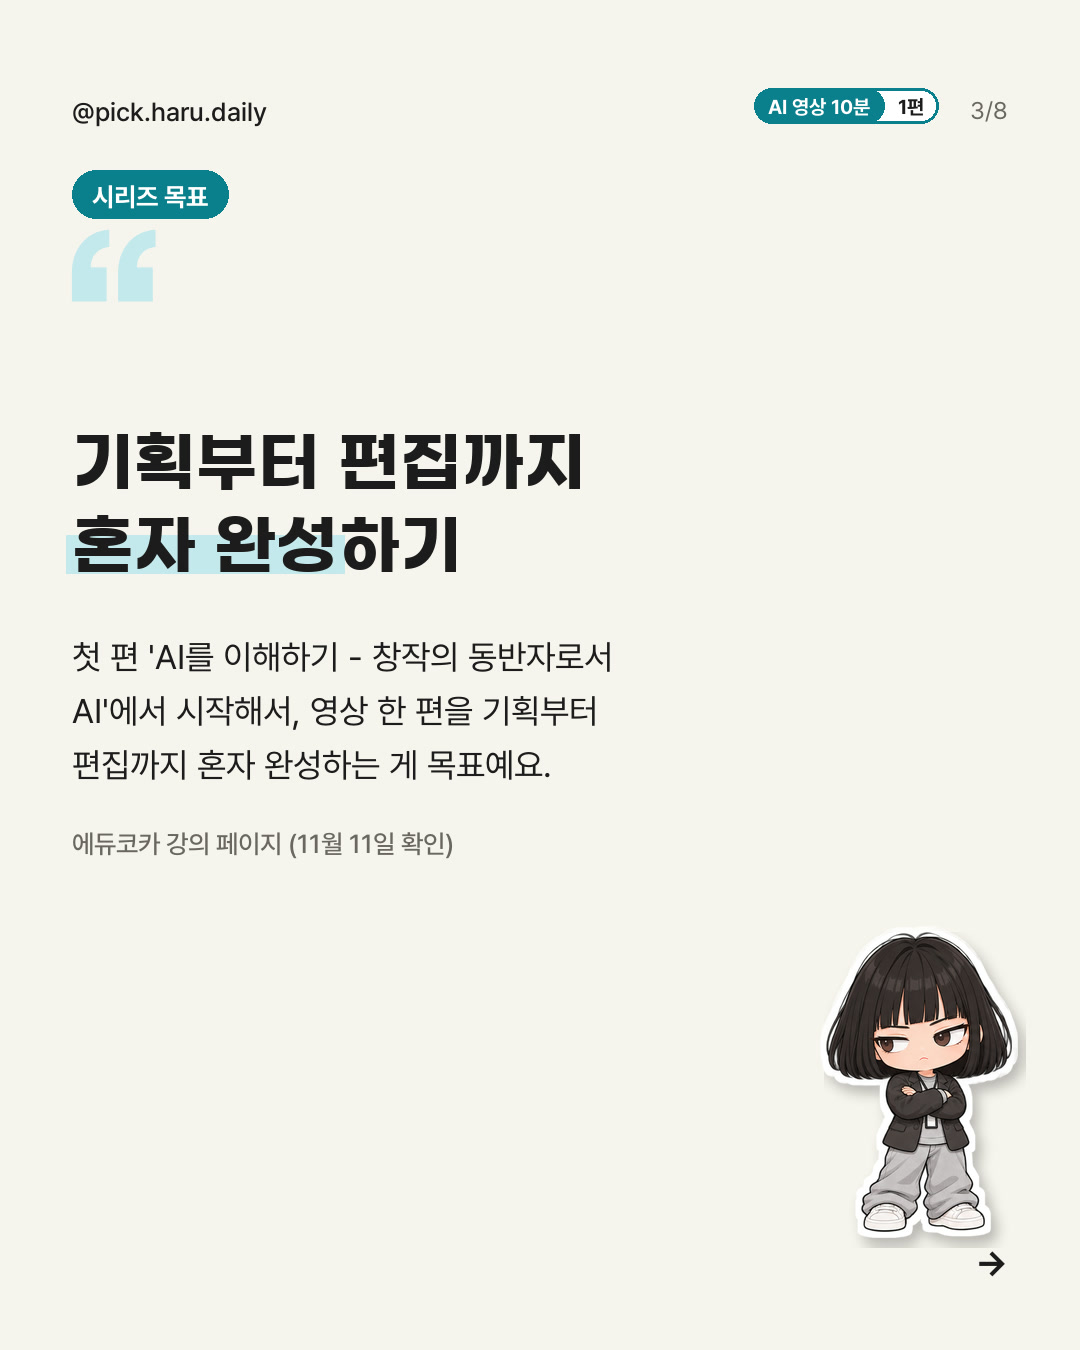 @pick.haru.daily
AI 영상 10분 1편 3/8
시리즈 목표
“
기획부터 편집까지
혼자 완성하기
첫 편 'AI를 이해하기 - 창작의 동반자로서
AI'에서 시작해서, 영상 한 편을 기획부터
편집까지 혼자 완성하는 게 목표예요.
에듀코카 강의 페이지 (11월 11일 확인)
→